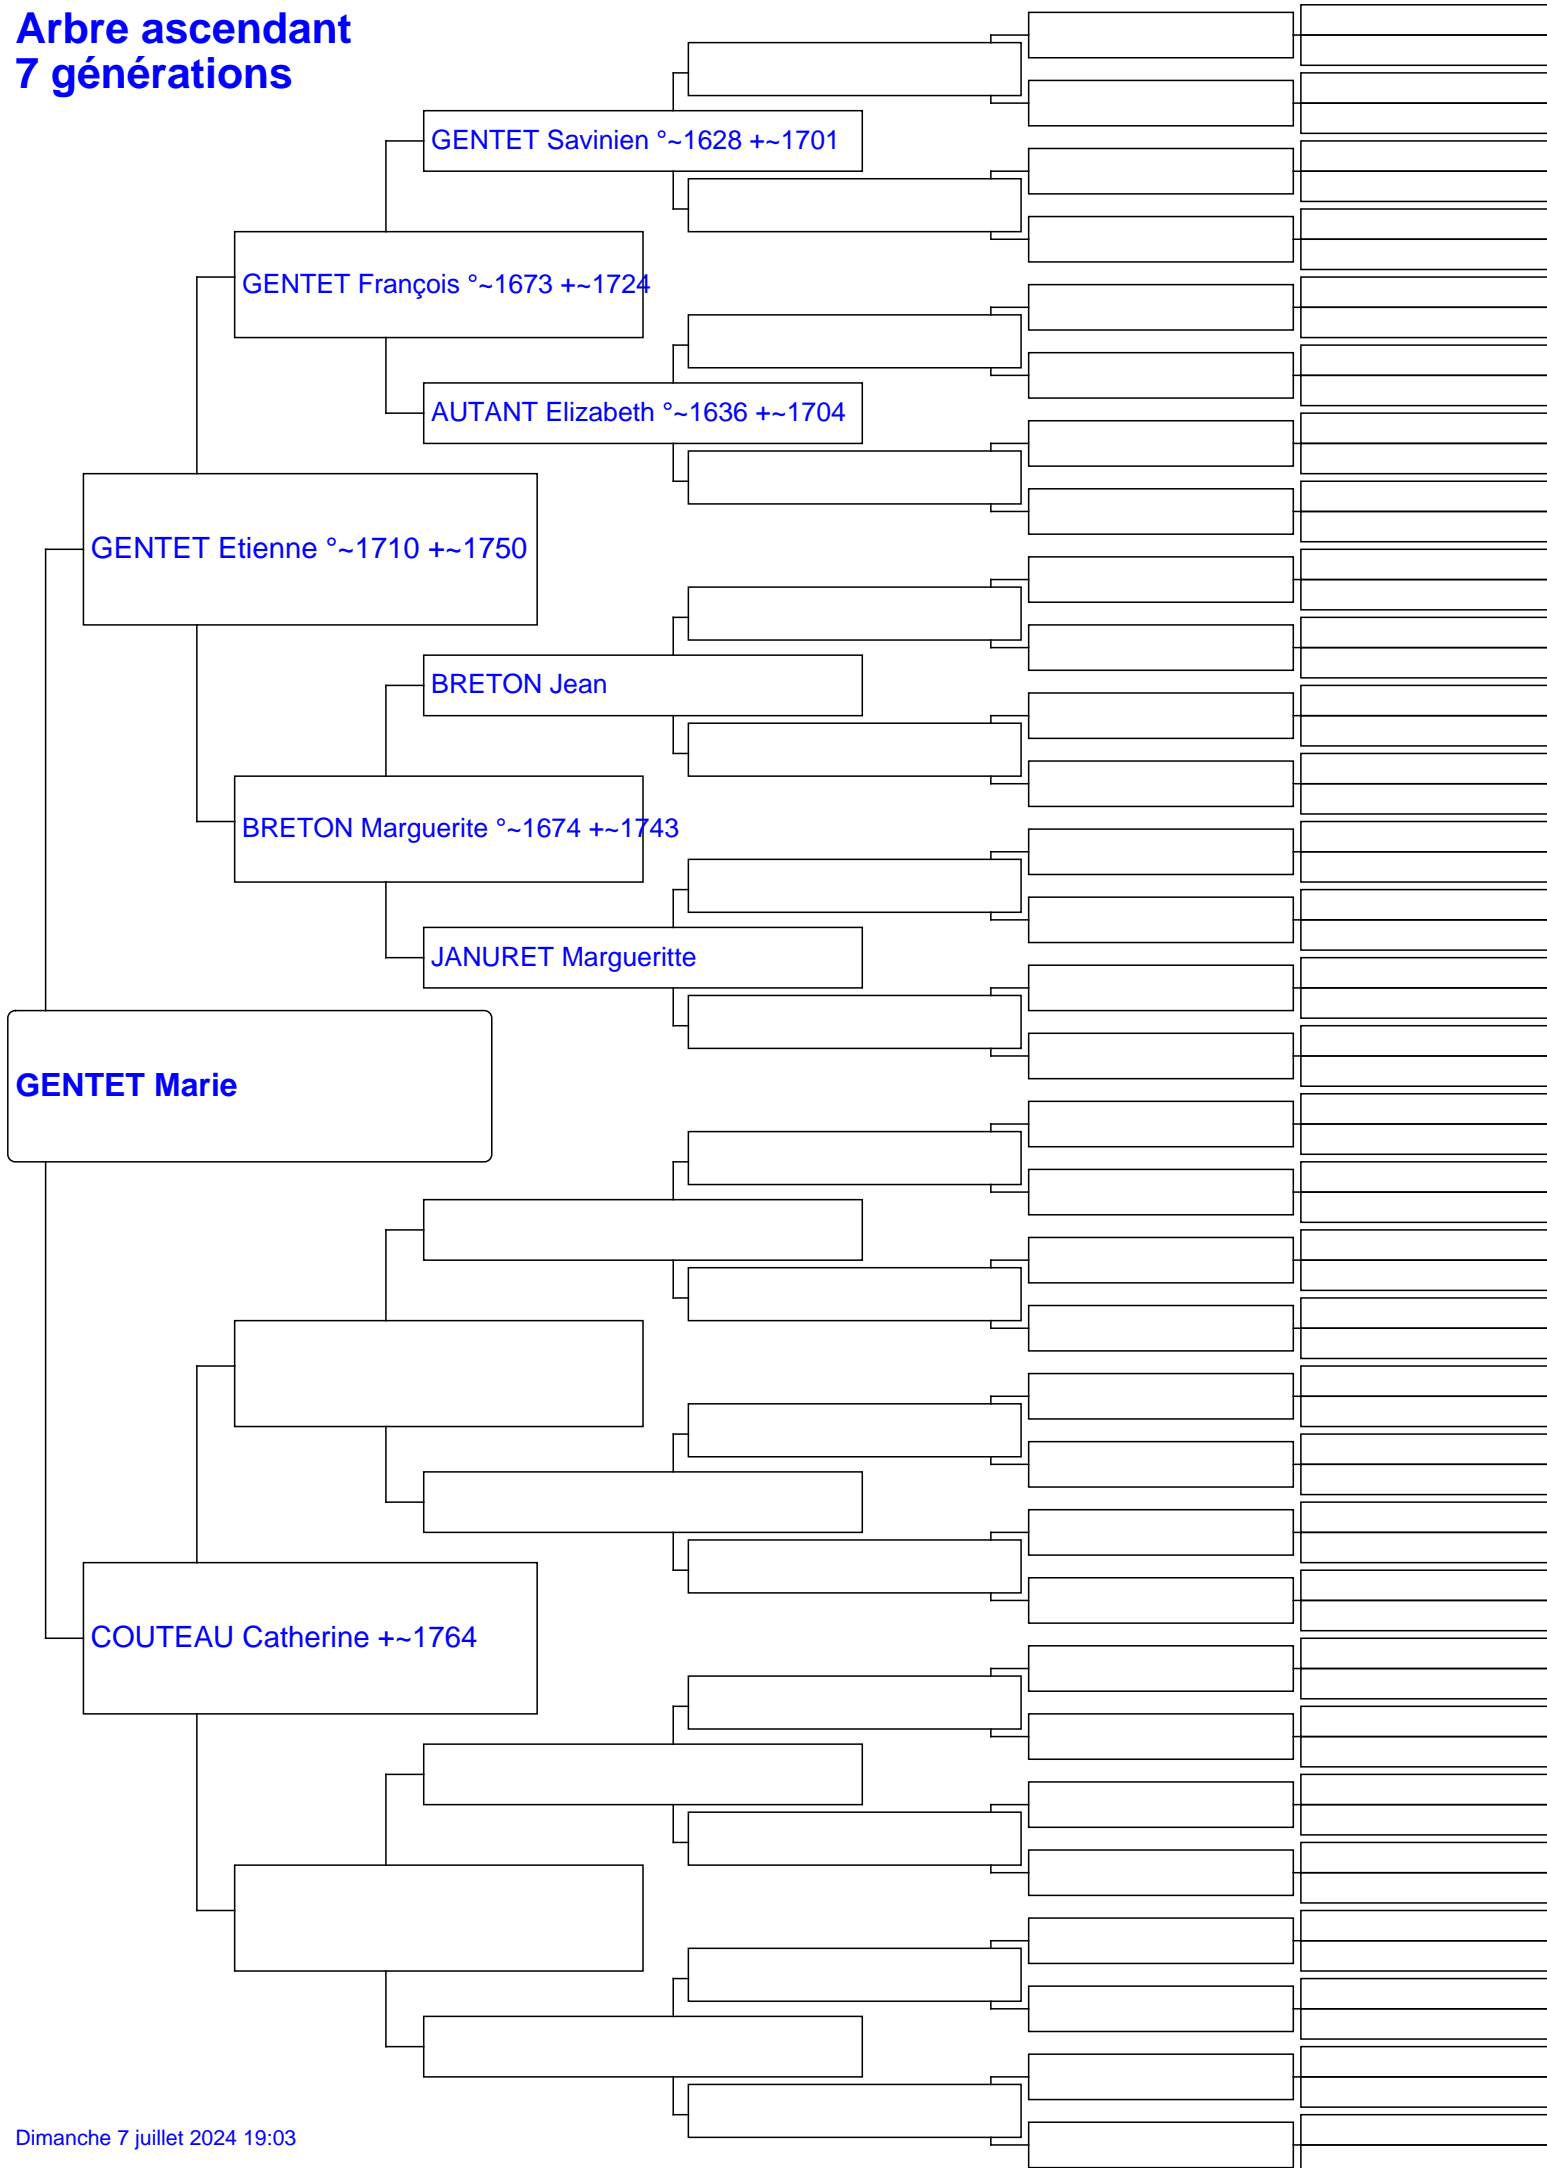 Arbre ascendant
7 générations
GENTET Savinien °~1628 +~1701
GENTET François °~1673 +~1724
AUTANT Elizabeth °~1636 +~1704
GENTET Etienne °~1710 +~1750
BRETON Jean
BRETON Marguerite °~1674 +~1743
JANURET Margueritte
GENTET Marie
COUTEAU Catherine +~1764
Dimanche 7 juillet 2024 19:03